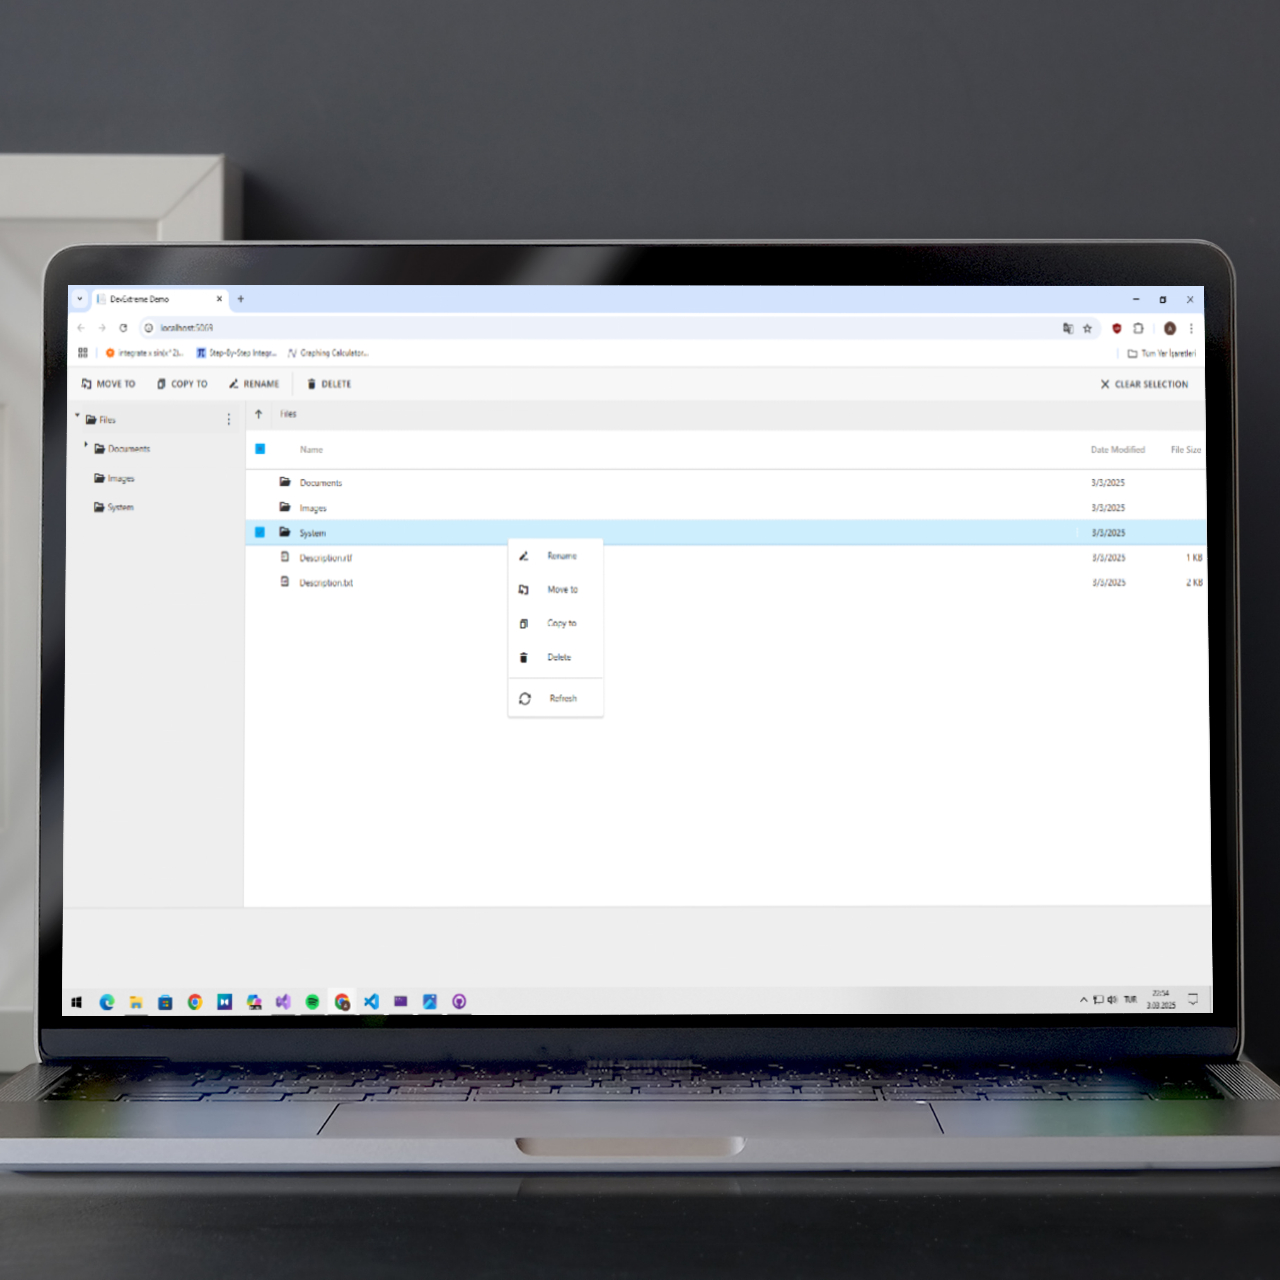 DevExtreme Demo
localhost:5069
integrate x sin(x^2)... Step-By-Step Integr... Graphing Calculator... Tüm Yer İşaretleri
MOVE TO COPY TO RENAME DELETE CLEAR SELECTION
Files
Documents
Images
System
Files
Name Date Modified File Size
Documents 3/3/2025
Images 3/3/2025
System 3/3/2025
Description.rtf 3/3/2025 1 KB
Description.txt 3/3/2025 2 KB
Rename
Move to
Copy to
Delete
Refresh
TUR
22:54
3.03.2025